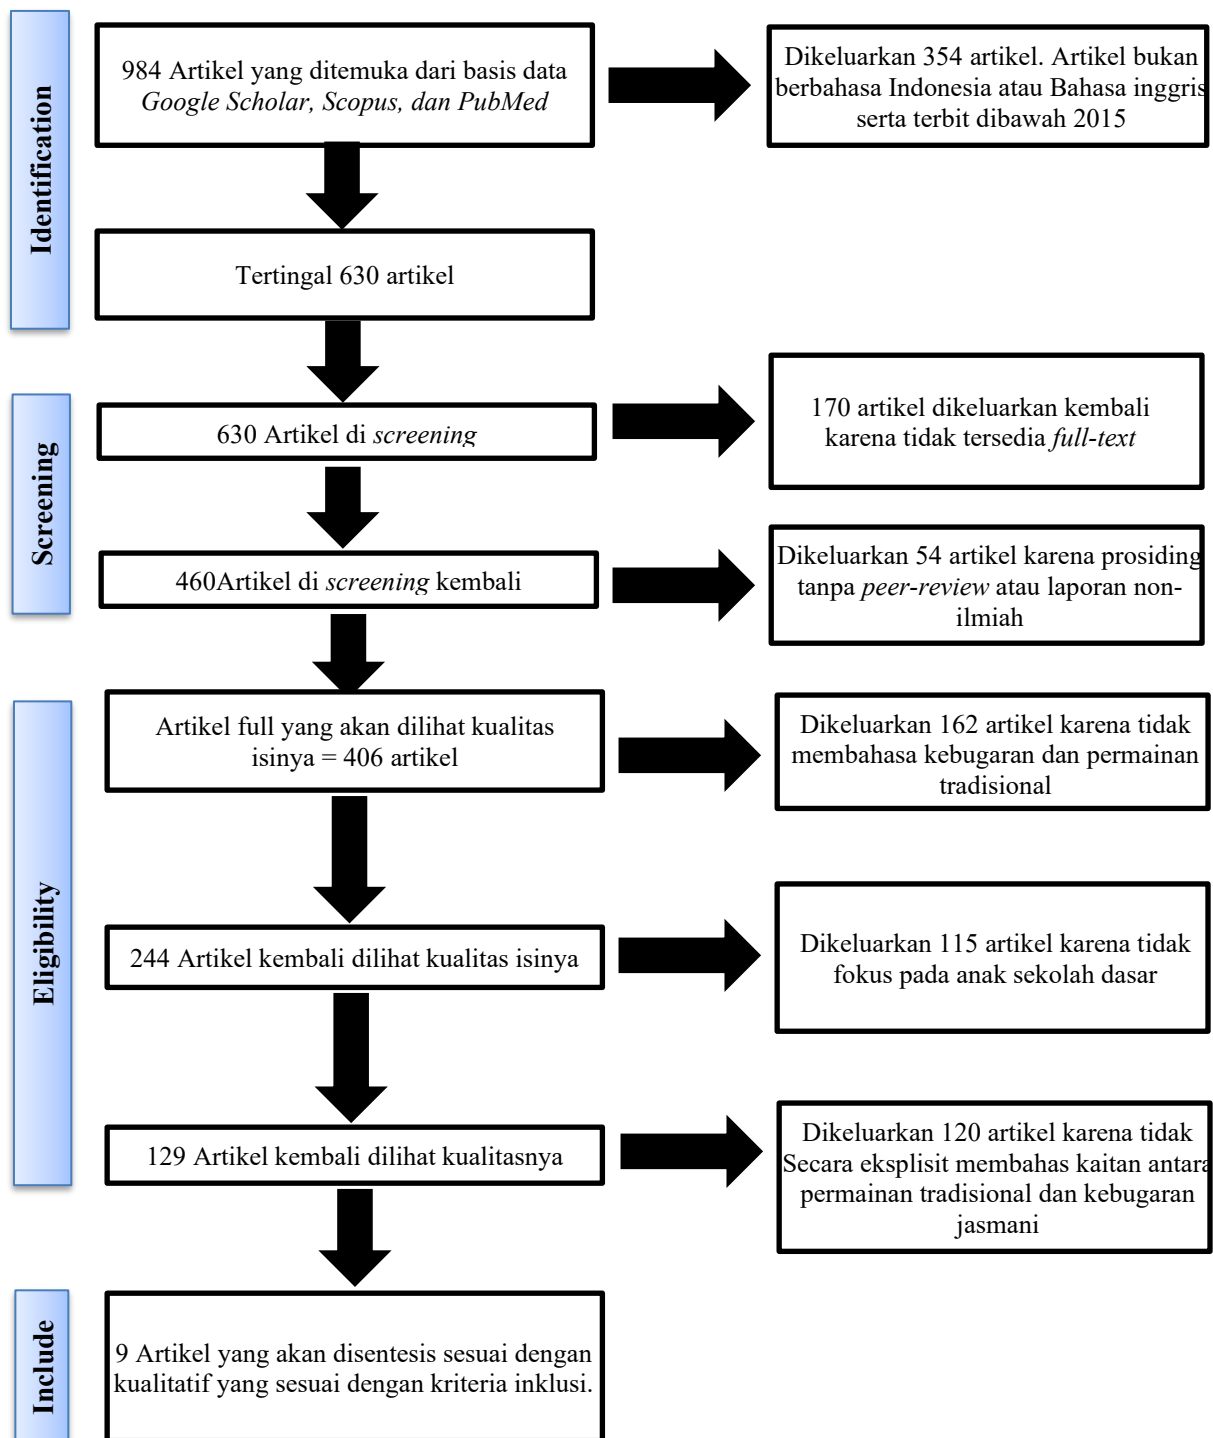 Identification
984 Artikel yang ditemuka dari basis data
Google Scholar, Scopus, dan PubMed
Dikeluarkan 354 artikel. Artikel bukan
berbahasa Indonesia atau Bahasa inggris
serta terbit dibawah 2015
Tertingal 630 artikel
Screening
630 Artikel di screening
170 artikel dikeluarkan kembali
karena tidak tersedia full-text
460Artikel di screening kembali
Dikeluarkan 54 artikel karena prosiding
tanpa peer-review atau laporan non-
ilmiah
Eligibility
Artikel full yang akan dilihat kualitas
isinya = 406 artikel
Dikeluarkan 162 artikel karena tidak
membahasa kebugaran dan permainan
tradisional
244 Artikel kembali dilihat kualitas isinya
Dikeluarkan 115 artikel karena tidak
fokus pada anak sekolah dasar
129 Artikel kembali dilihat kualitasnya
Dikeluarkan 120 artikel karena tidak
Secara eksplisit membahas kaitan antara
permainan tradisional dan kebugaran
jasmani
Include
9 Artikel yang akan disentesis sesuai dengan
kualitatif yang sesuai dengan kriteria inklusi.